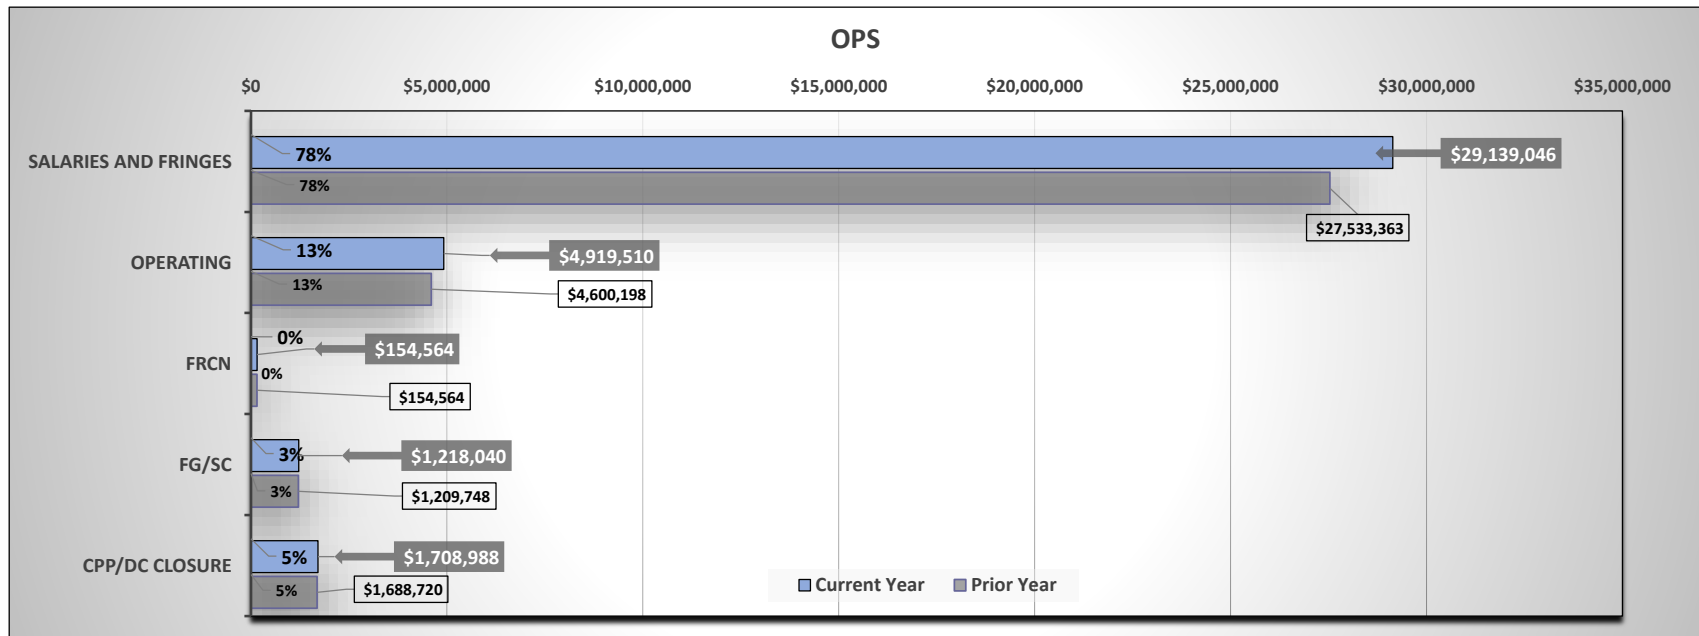 OPS
$0 $5,000,000 $10,000,000 $15,000,000 $20,000,000 $25,000,000 $30,000,000 $35,000,000
SALARIES AND FRINGES
78%
$29,139,046
78%
$27,533,363
OPERATING
13%
$4,919,510
13%
$4,600,198
FRCN
0%
$154,564
0%
$154,564
FG/SC
3%
$1,218,040
3%
$1,209,748
CPP/DC CLOSURE
5%
$1,708,988
5%
$1,688,720
Current Year Prior Year